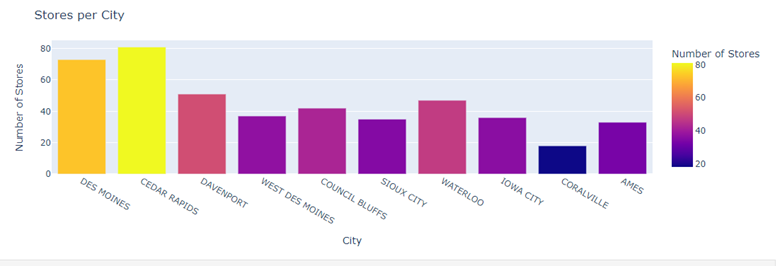 Stores per City
Number of Stores
80
60
40
20
0
DES MOINES
CEDAR RAPIDS
DAVENPORT
WEST DES MOINES
COUNCIL BLUFFS
SIOUX CITY
WATERLOO
IOWA CITY
CORALVILLE
AMES
City
Number of Stores
80
60
40
20